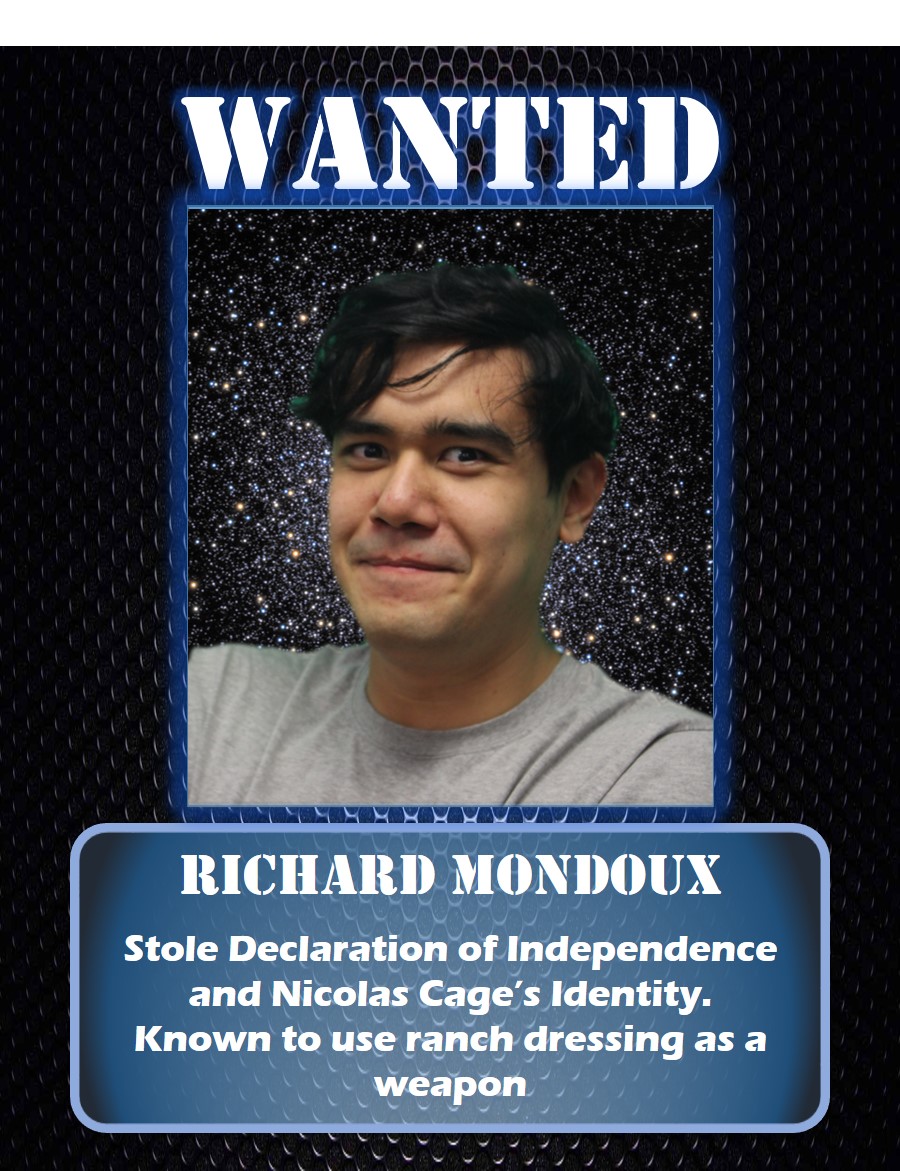 WANTED
RICHARD MONDOUX
Stole Declaration of Independence
and Nicolas Cage's Identity.
Known to use ranch dressing as a
weapon